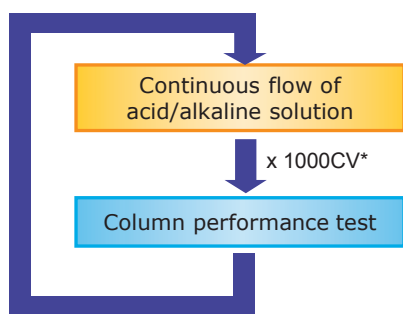 Continuous flow of
acid/alkaline solution
x 1000CV*
Column performance test